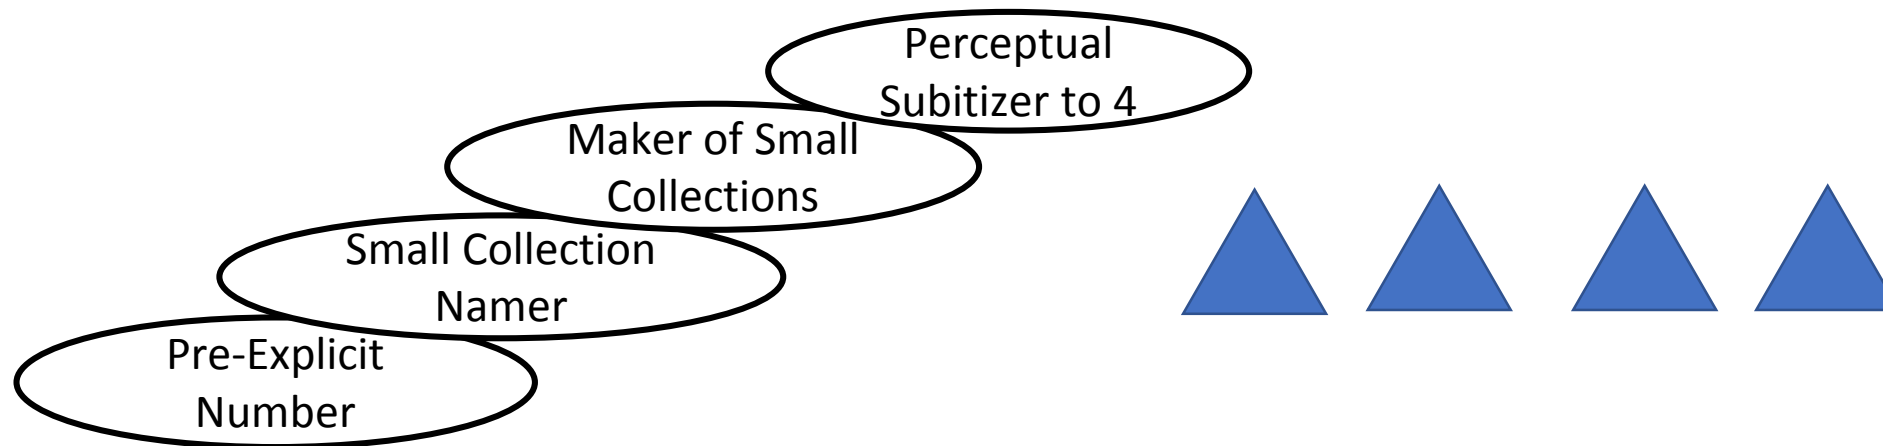 Perceptual
Subitizer to 4
Maker of Small
Collections
Small Collection
Namer
Pre-Explicit
Number